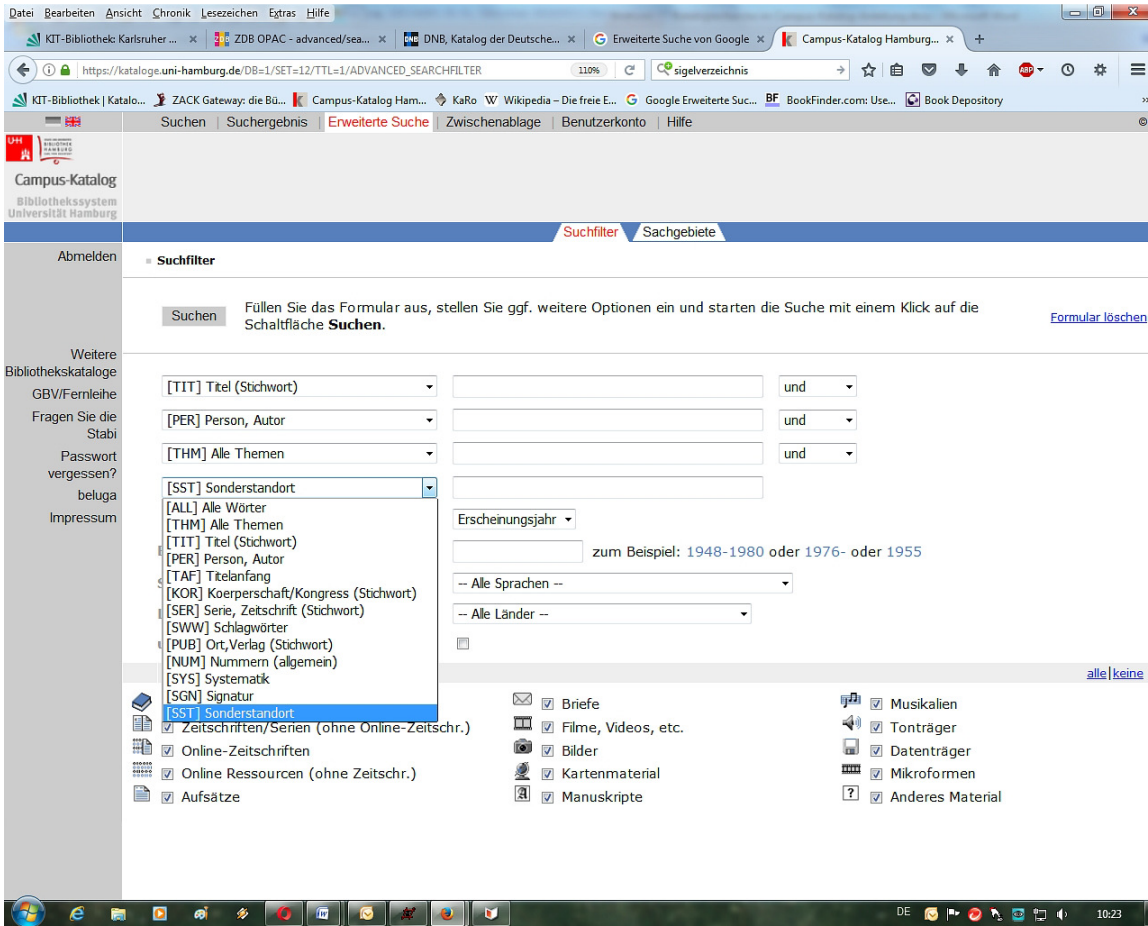 Datei Bearbeiten Ansicht Chronik Lesezeichen Extras Hilfe
KIT-Bibliothek: Karlsruher ... × ZDB OPAC - advanced/sea... × DNB, Katalog der Deutsche... × Erweiterte Suche von Google × Campus-Katalog Hamburg... × +
https://kataloge.uni-hamburg.de/DB=1/SET=12/TTL=1/ADVANCED_SEARCHFILTER 110% sigelverzeichnis ABP
KIT-Bibliothek | Katalo... ZACK Gateway: die Bü... Campus-Katalog Ham... KaRo W Wikipedia – Die freie E... G Google Erweiterte Suc... BF BookFinder.com: Use... Book Depository »
Suchen | Suchergebnis | Erweiterte Suche | Zwischenablage | Benutzerkonto | Hilfe ©
Campus-Katalog
Bibliothekssystem
Universität Hamburg
Suchfilter Sachgebiete
Abmelden
Suchfilter
Suchen
Füllen Sie das Formular aus, stellen Sie ggf. weitere Optionen ein und starten die Suche mit einem Klick auf die
Schaltfläche Suchen.
Formular löschen
Weitere
Bibliothekskataloge
GBV/Fernleihe
Fragen Sie die
Stabi
Passwort
vergessen?
beluga
Impressum
[TIT] Titel (Stichwort) und
[PER] Person, Autor und
[THM] Alle Themen und
[SST] Sonderstandort
[ALL] Alle Wörter
[THM] Alle Themen
[TIT] Titel (Stichwort)
[PER] Person, Autor
[TAF] Titelanfang
[KOR] Koerperschaft/Kongress (Stichwort)
[SER] Serie, Zeitschrift (Stichwort)
[SWW] Schlagwörter
[PUB] Ort,Verlag (Stichwort)
[NUM] Nummern (allgemein)
[SYS] Systematik
[SGN] Signatur
[SST] Sonderstandort
Erscheinungsjahr
zum Beispiel: 1948-1980 oder 1976- oder 1955
-- Alle Sprachen --
-- Alle Länder --
alle|keine
Zeitschriften/Serien (ohne Online-Zeitschr.)
Online-Zeitschriften
Online Ressourcen (ohne Zeitschr.)
Aufsätze
Briefe
Filme, Videos, etc.
Bilder
Kartenmaterial
Manuskripte
Musikalien
Tonträger
Datenträger
Mikroformen
Anderes Material
DE 10:23